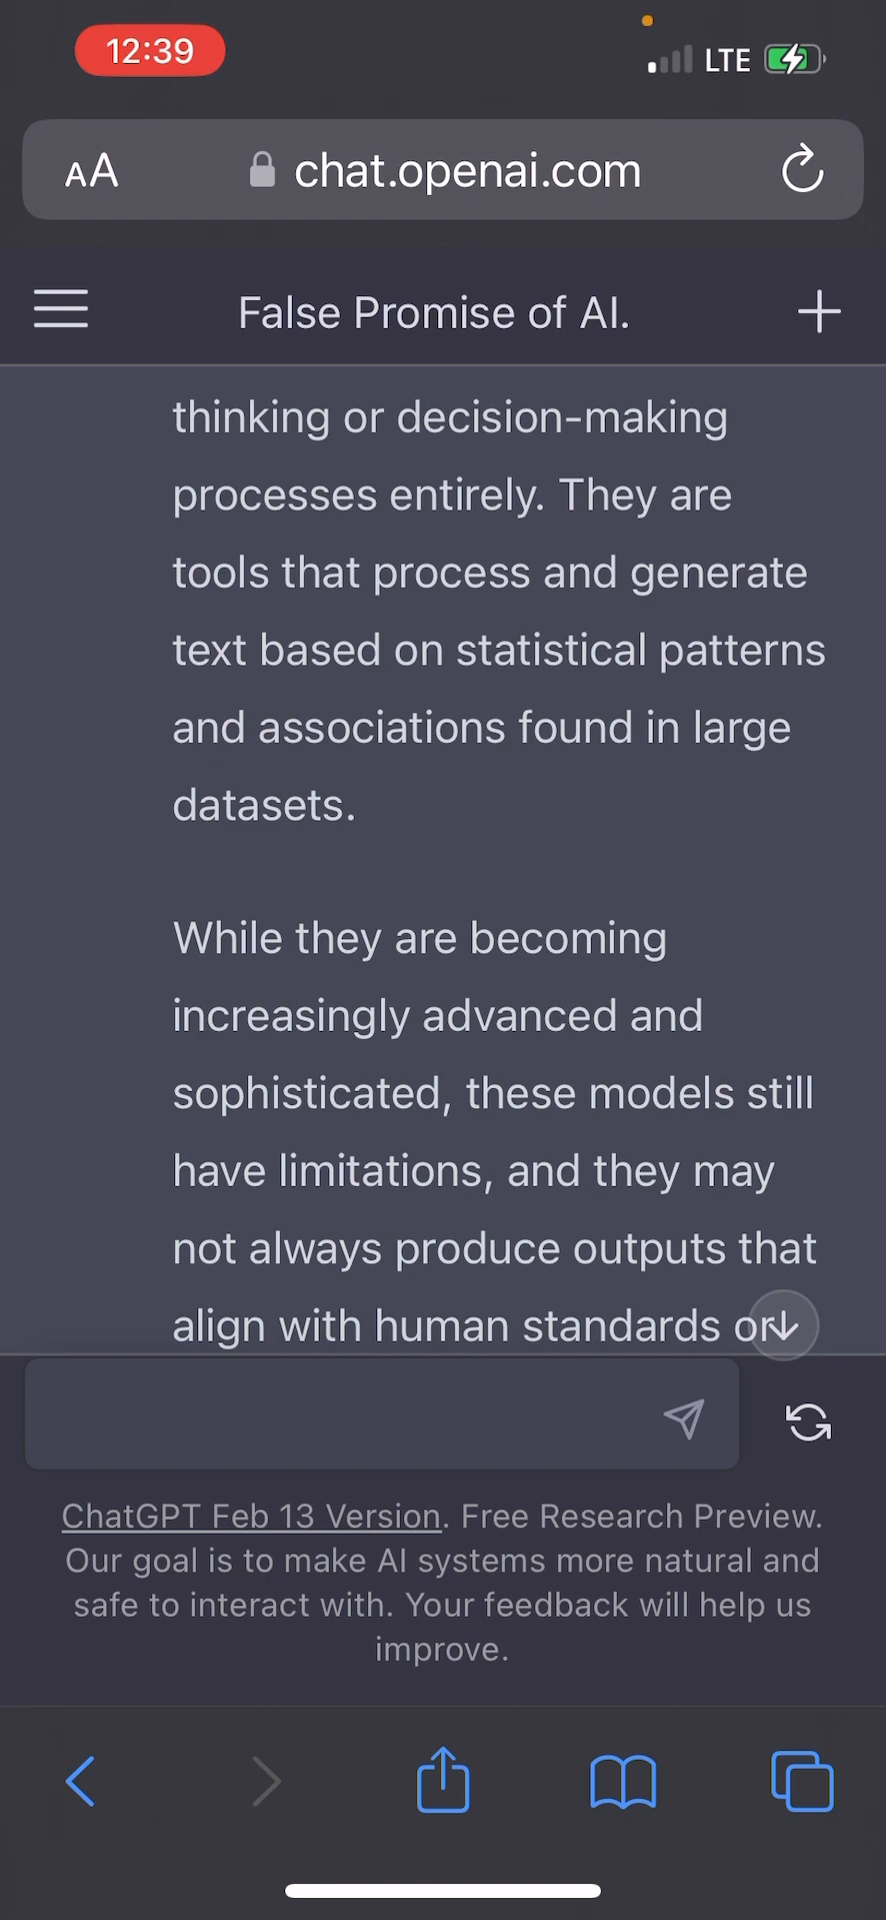 12:39
LTE
AA chat.openai.com
False Promise of AI.
thinking or decision-making
processes entirely. They are
tools that process and generate
text based on statistical patterns
and associations found in large
datasets.
While they are becoming
increasingly advanced and
sophisticated, these models still
have limitations, and they may
not always produce outputs that
align with human standards or
ChatGPT Feb 13 Version. Free Research Preview.
Our goal is to make AI systems more natural and
safe to interact with. Your feedback will help us
improve.